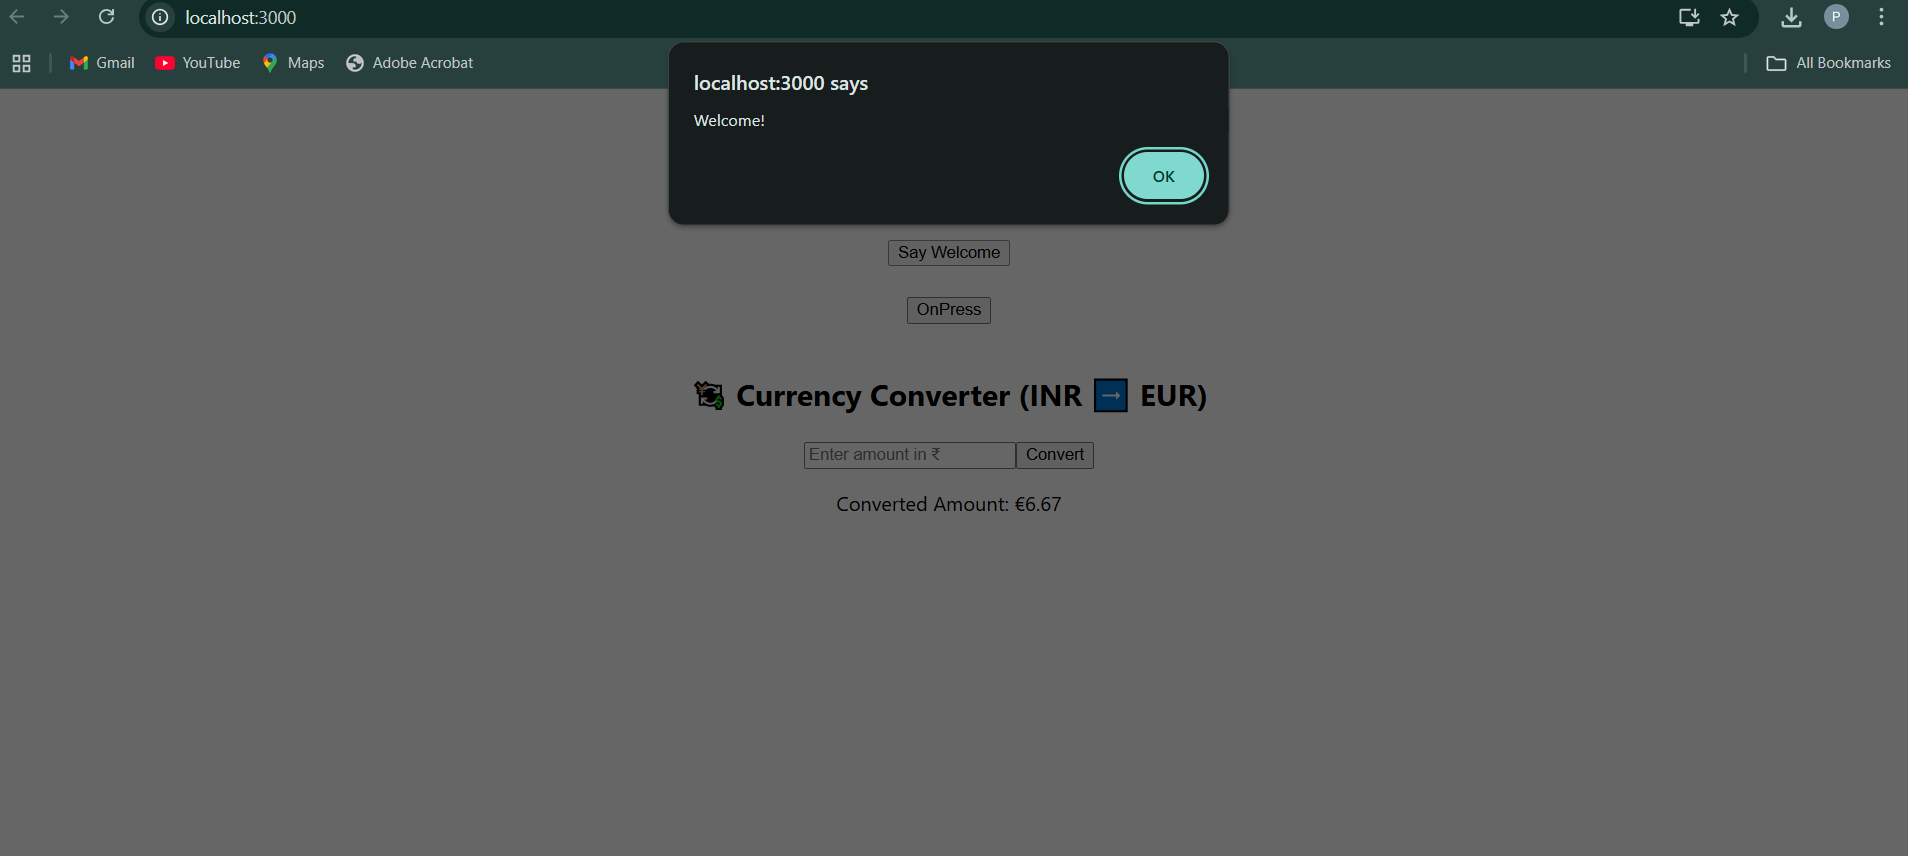 localhost:3000
P
Gmail YouTube Maps Adobe Acrobat All Bookmarks
localhost:3000 says
Welcome!
OK
Say Welcome
OnPress
💱 Currency Converter (INR ➡️ EUR)
Enter amount in ₹ Convert
Converted Amount: €6.67